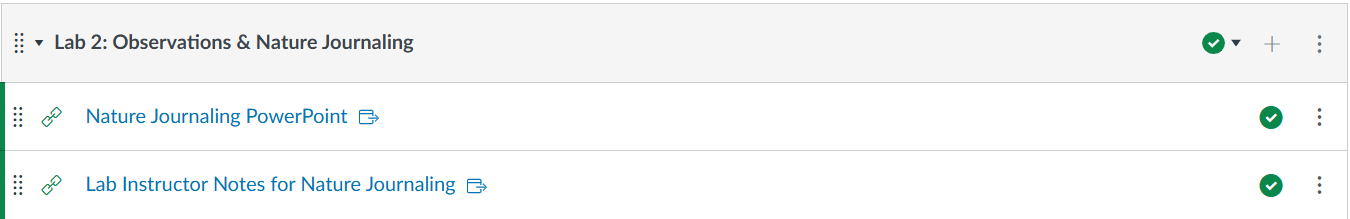 Lab 2: Observations & Nature Journaling
Nature Journaling PowerPoint
Lab Instructor Notes for Nature Journaling